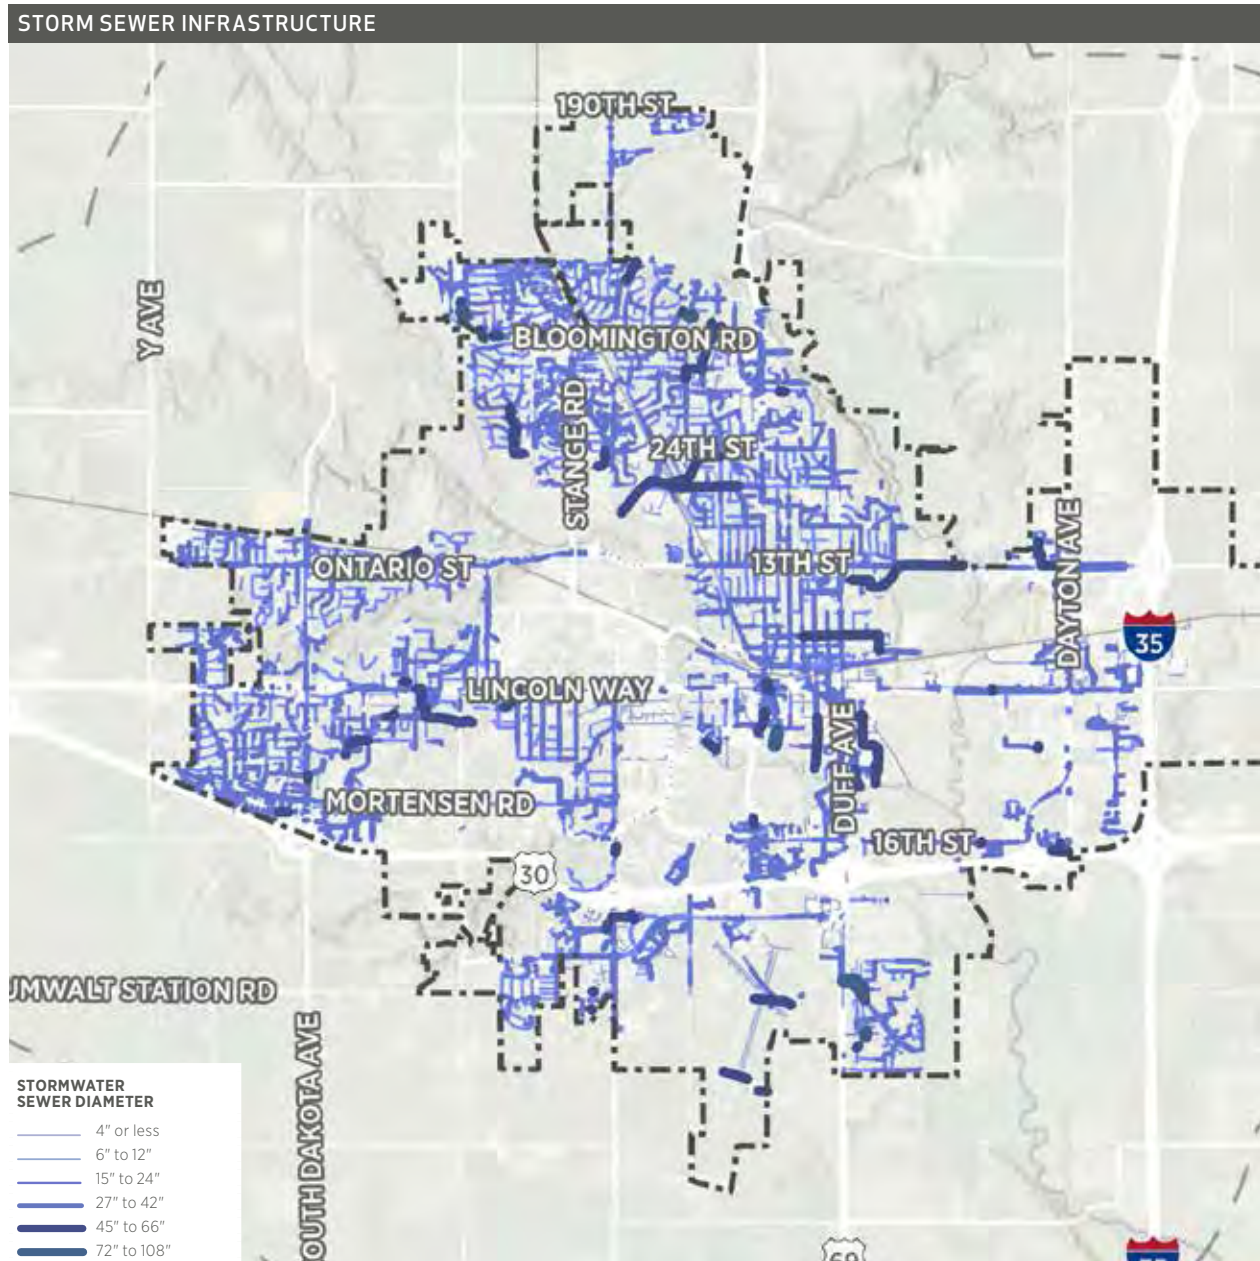 STORM SEWER INFRASTRUCTURE
190TH ST
Y AVE
BLOOMINGTON RD
STANGE RD
24TH ST
ONTARIO ST
13TH ST
DAYTON AVE
35
LINCOLN WAY
DUFF AVE
MORTENSEN RD
16TH ST
30
UMWALT STATION RD
OUTH DAKOTA AVE
STORMWATER
SEWER DIAMETER
4" or less
6" to 12"
15" to 24"
27" to 42"
45" to 66"
72" to 108"